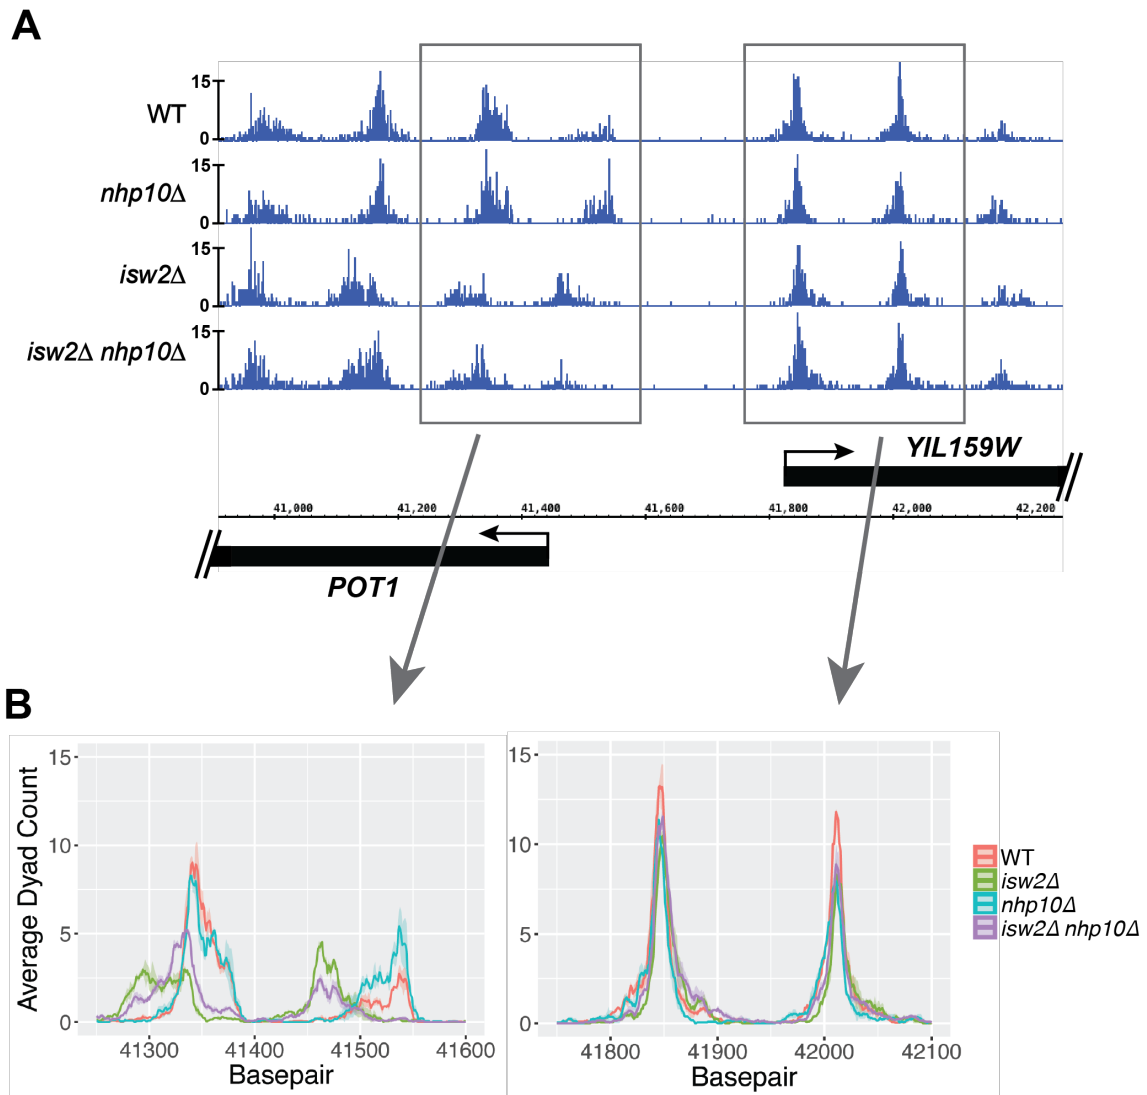 A
WT
15
0
nhp10Δ
15
0
isw2Δ
15
0
isw2Δ nhp10Δ
15
0
YIL159W
41,000 41,200 41,400 41,600 41,800 42,000 42,200
POT1
B
Average Dyad Count
15
10
5
0
41300 41400 41500 41600
Basepair
15
10
5
0
41800 41900 42000 42100
Basepair
WT
isw2Δ
nhp10Δ
isw2Δ nhp10Δ